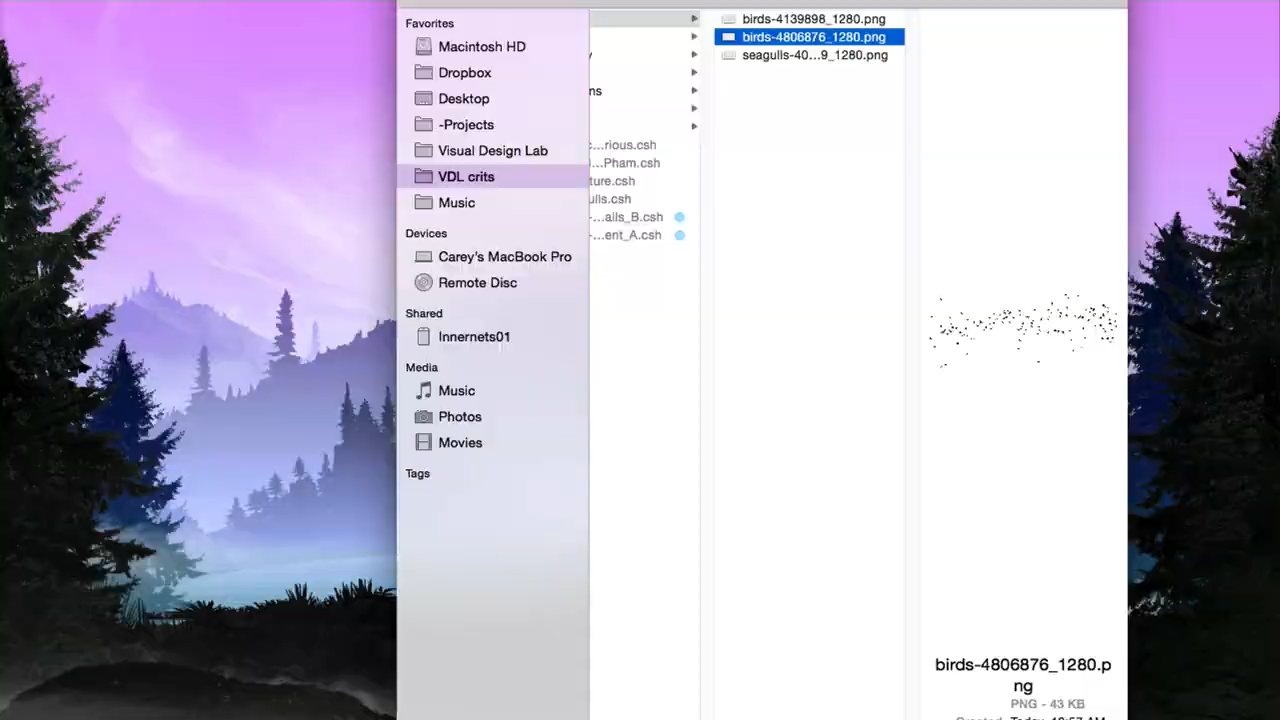 Favorites
Macintosh HD
Dropbox
Desktop
-Projects
Visual Design Lab
VDL crits
Music
Devices
Carey's MacBook Pro
Remote Disc
Shared
Innernets01
Media
Music
Photos
Movies
Tags
ns
c...rious.csh
...Pham.csh
ture.csh
ulls.csh
-...alls_B.csh
-...ent_A.csh
birds-4139898_1280.png
birds-4806876_1280.png
seagulls-40...9_1280.png
birds-4806876_1280.p
ng
PNG - 43 KB